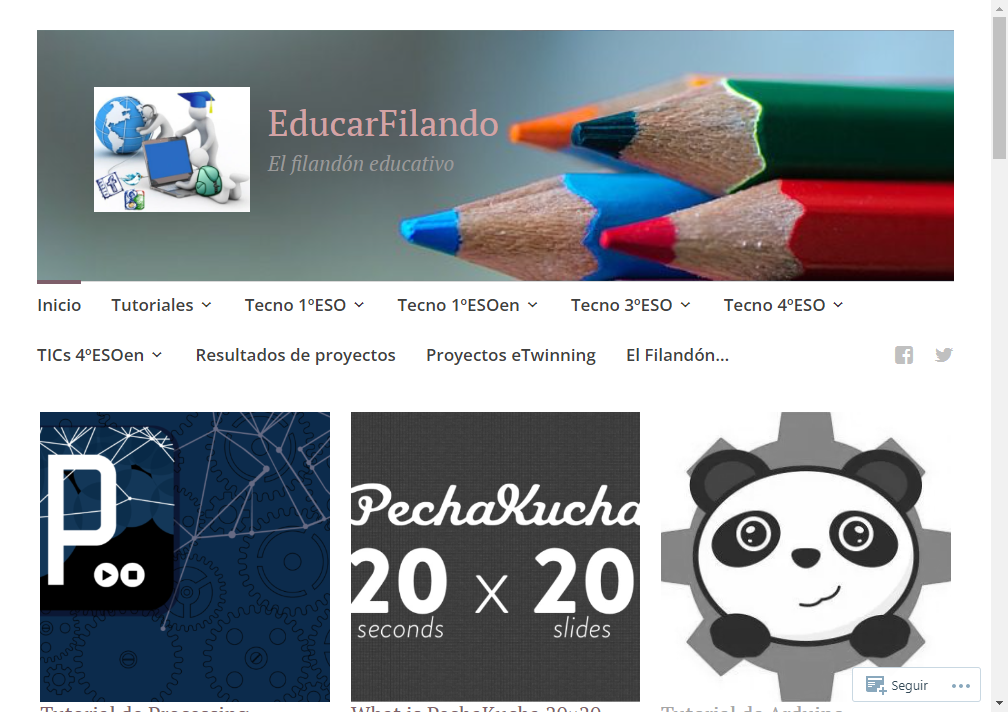 EducarFilando
El filandón educativo
Inicio
Tutoriales
Tecno 1ºESO
Tecno 1ºESOen
Tecno 3ºESO
Tecno 4ºESO
TICs 4ºESOen
Resultados de proyectos
Proyectos eTwinning
El Filandón...
P
PechaKucha
20 x 20
seconds slides
Tutorial de Processing
What is PechaKucha 20x20
Tutorial de Arduino
Seguir